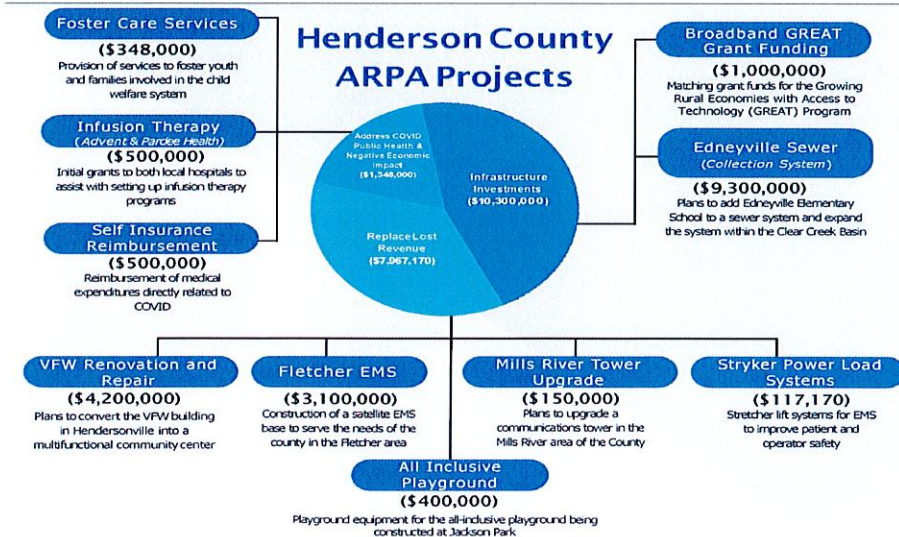 Henderson County
ARPA Projects
Foster Care Services
($348,000)
Provision of services to foster youth
and families involved in the child
welfare system
Infusion Therapy
(Advent & Pardee Health)
($500,000)
Initial grants to both local hospitals to
assist with setting up infusion therapy
programs
Self Insurance
Reimbursement
($500,000)
Reimbursement of medical
expenditures directly related to
COVID
Address COVID
Public Health &
Negative Economic
Impact
($1,348,000)
Infrastructure
Investments
($10,300,000)
Replace Lost
Revenue
($7,967,170)
Broadband GREAT
Grant Funding
($1,000,000)
Matching grant funds for the Growing
Rural Economies with Access to
Technology (GREAT) Program
Edneyville Sewer
(Collection System)
($9,300,000)
Plans to add Edneyville Elementary
School to a sewer system and expand
the system within the Clear Creek Basin
VFW Renovation and
Repair
($4,200,000)
Plans to convert the VFW building
in Hendersonville into a
multifunctional community center
Fletcher EMS
($3,100,000)
Construction of a satellite EMS
base to serve the needs of the
county in the Fletcher area
Mills River Tower
Upgrade
($150,000)
Plans to upgrade a
communications tower in the
Mills River area of the County
Stryker Power Load
Systems
($117,170)
Stretcher lift systems for EMS
to improve patient and
operator safety
All Inclusive
Playground
($400,000)
Playground equipment for the all-inclusive playground being
constructed at Jackson Park